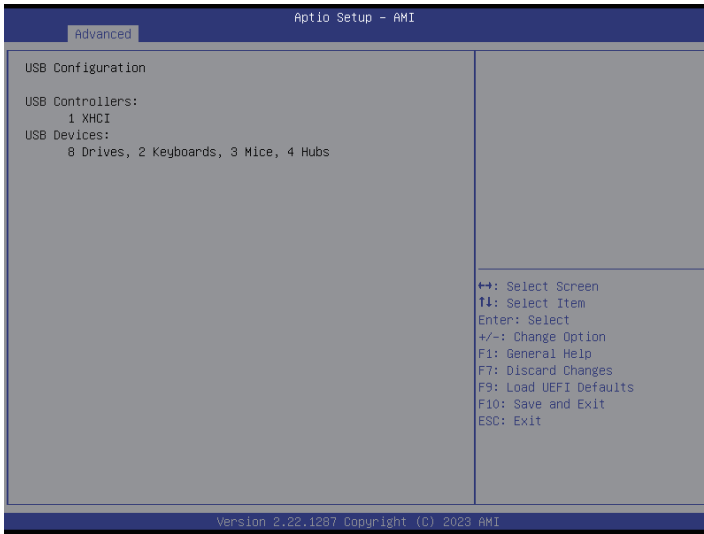 Aptio Setup – AMI
Advanced
USB Configuration
USB Controllers:
1 XHCI
USB Devices:
8 Drives, 2 Keyboards, 3 Mice, 4 Hubs
↔: Select Screen
↑↓: Select Item
Enter: Select
+/-: Change Option
F1: General Help
F7: Discard Changes
F9: Load UEFI Defaults
F10: Save and Exit
ESC: Exit
Version 2.22.1287 Copyright (C) 2023 AMI